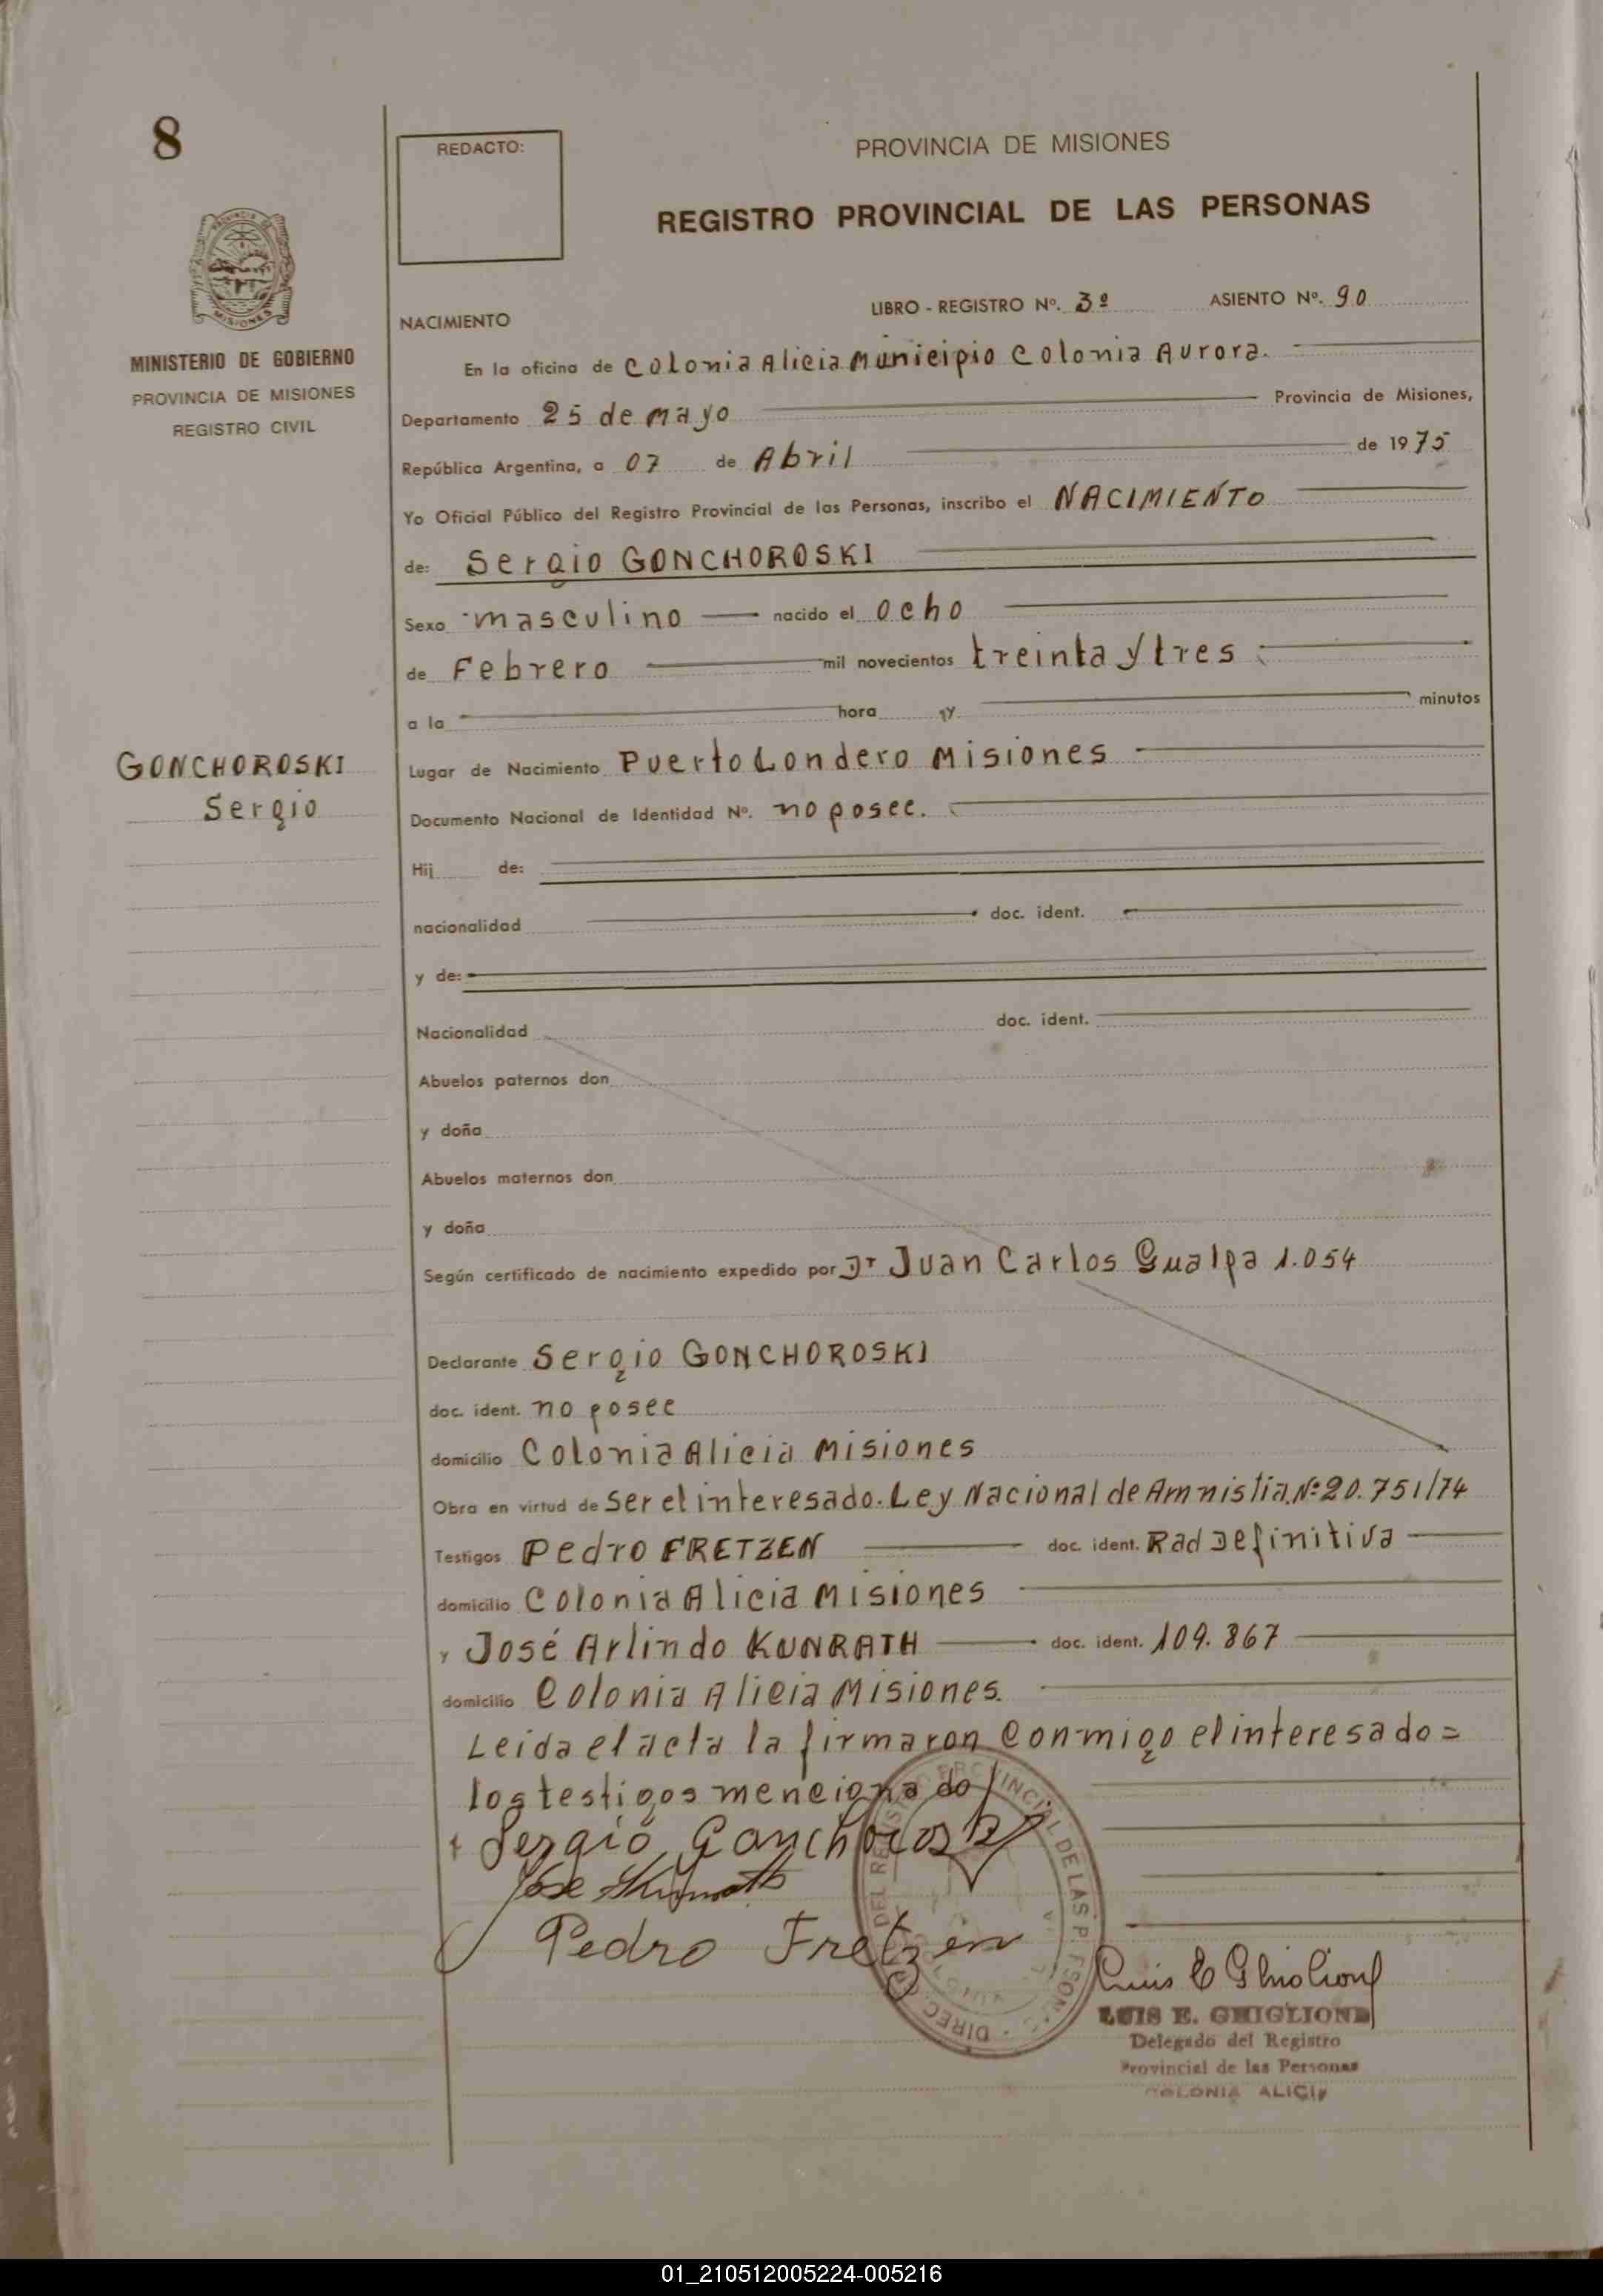 8
REDACTO:
PROVINCIA DE MISIONES
REGISTRO PROVINCIAL DE LAS PERSONAS
MINISTERIO DE GOBIERNO
PROVINCIA DE MISIONES
REGISTRO CIVIL
LIBRO - REGISTRO Nº. 3º ASIENTO Nº. 90
NACIMIENTO
En la oficina de Colonia Alicia Municipio Colonia Aurora.
Departamento 25 de Mayo Provincia de Misiones,
República Argentina, a 07 de Abril de 1975
Yo Oficial Público del Registro Provincial de las Personas, inscribo el NACIMIENTO
de: Sergio GONCHOROSKI
Sexo masculino nacido el ocho
de Febrero mil novecientos treinta y tres
a la hora y minutos
GONCHOROSKI
Sergio
Lugar de Nacimiento Puerto Londero Misiones
Documento Nacional de Identidad Nº. no posee.
Hij de:
nacionalidad doc. ident.
y de:
Nacionalidad doc. ident.
Abuelos paternos don
y doña
Abuelos maternos don
y doña
Según certificado de nacimiento expedido por Dr Juan Carlos Gualpa 1.054
Declarante Sergio GONCHOROSKI
doc. ident. no posee
domicilio Colonia Alicia Misiones
Obra en virtud de Ser el interesado. Ley Nacional de Amnistia Nº 20.751/74
Testigos Pedro FRETZEN doc. ident. Rad Definitiva
domicilio Colonia Alicia Misiones
y José Arlindo KUNRATH doc. ident. 109.867
domicilio Colonia Alicia Misiones.
Leida el acta la firmaron conmigo el interesado =
los testigos mencionado
Sergio Gonchoroski
José Kunrath
Pedro Fretzen
Luis E Ghiglione
LUIS E. GHIGLIONE
Delegado del Registro
Provincial de las Personas
COLONIA ALICIA
01_210512005224-005216